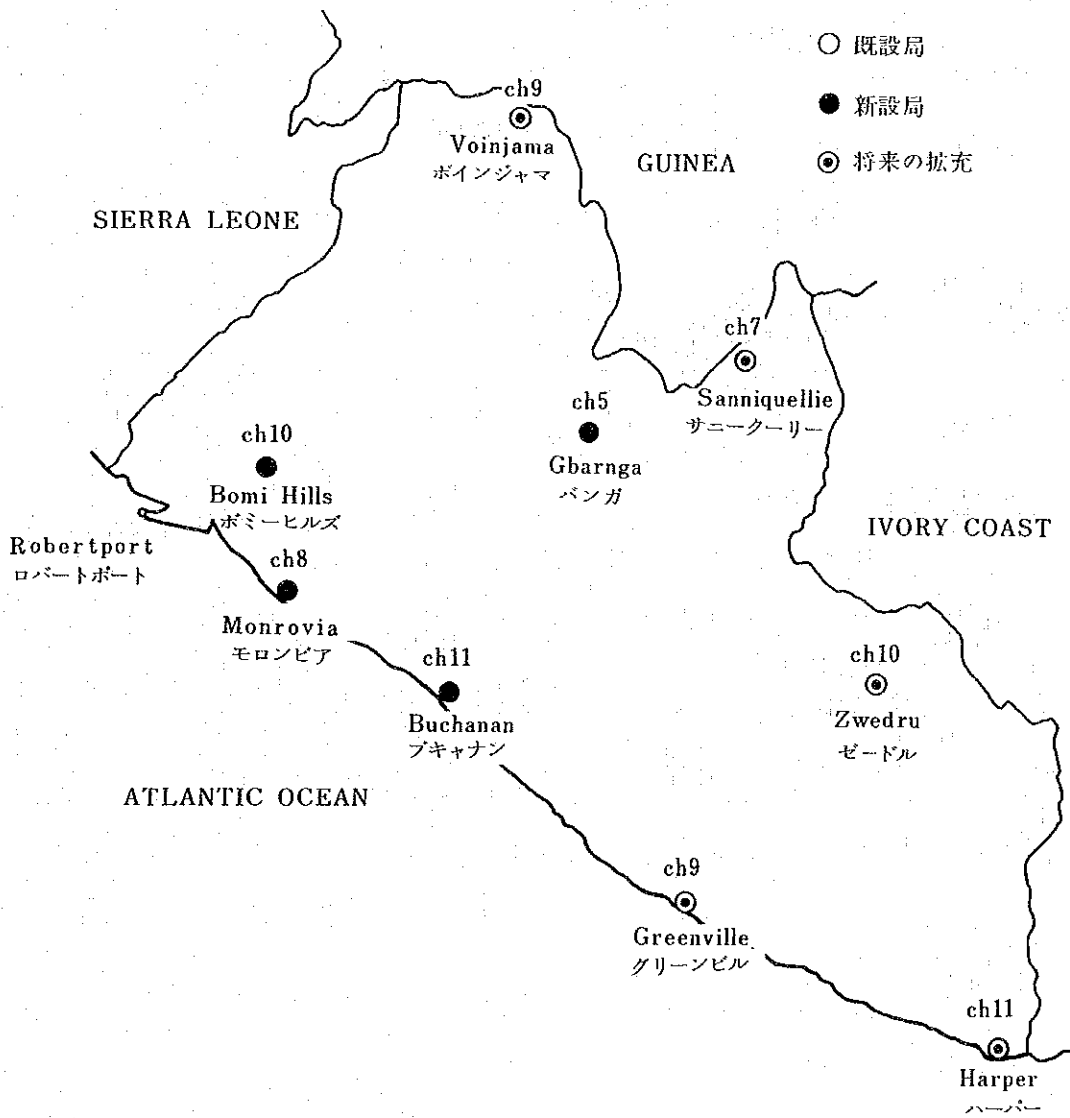 ○ 既設局
● 新設局
◉ 将来の拡充
ch9
Voinjama
ボインジャマ
GUINEA
SIERRA LEONE
ch7
Sanniquellie
サニークーリー
ch5
Gbarnga
バンガ
ch10
Bomi Hills
ボミーヒルズ
IVORY COAST
Robertport
ロバートポート
ch8
Monrovia
モロンビア
ch11
Buchanan
ブキャナン
ch10
Zwedru
ゼードル
ATLANTIC OCEAN
ch9
Greenville
グリーンビル
ch11
Harper
ハーパー